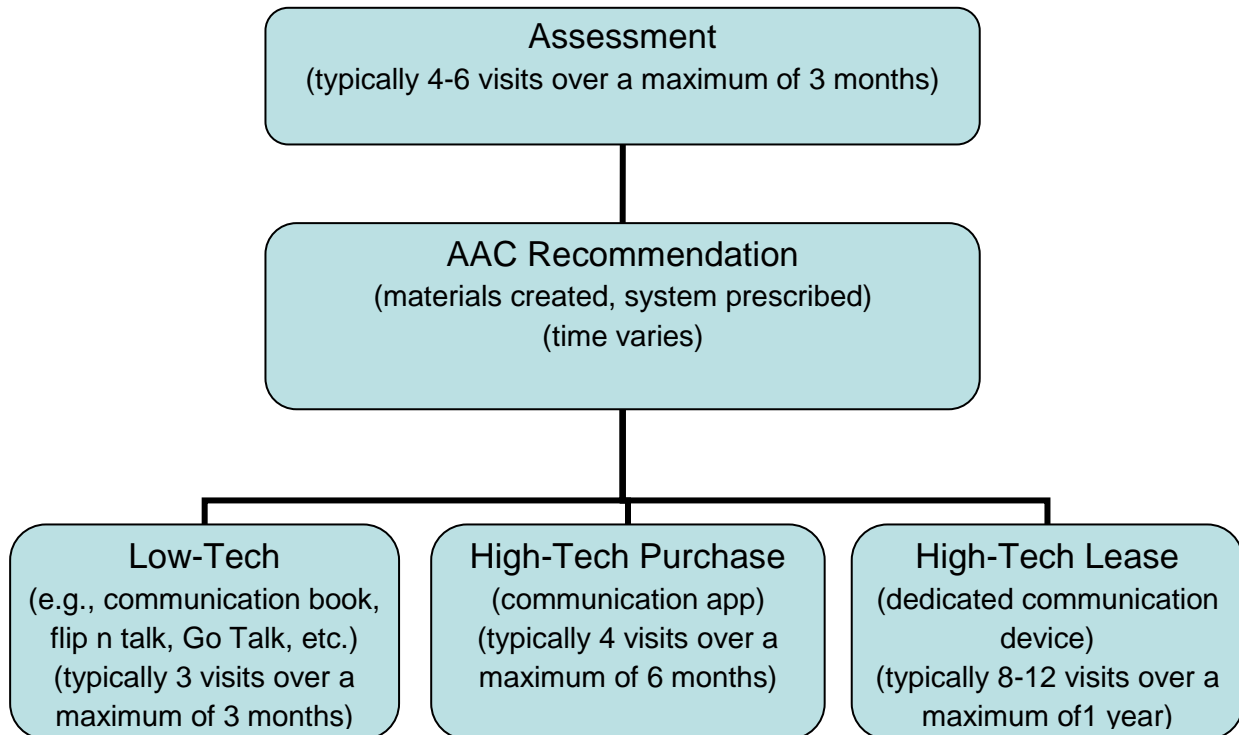 Assessment
(typically 4-6 visits over a maximum of 3 months)
AAC Recommendation
(materials created, system prescribed)
(time varies)
Low-Tech
(e.g., communication book,
flip n talk, Go Talk, etc.)
(typically 3 visits over a
maximum of 3 months)
High-Tech Purchase
(communication app)
(typically 4 visits over a
maximum of 6 months)
High-Tech Lease
(dedicated communication
device)
(typically 8-12 visits over a
maximum of1 year)